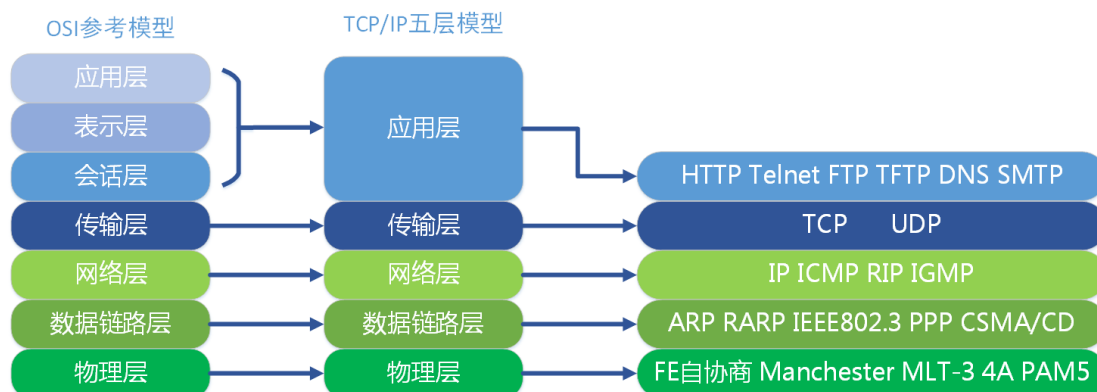 OSI参考模型
TCP/IP五层模型
应用层
表示层
会话层
传输层
网络层
数据链路层
物理层
应用层
传输层
网络层
数据链路层
物理层
HTTP Telnet FTP TFTP DNS SMTP
TCP UDP
IP ICMP RIP IGMP
ARP RARP IEEE802.3 PPP CSMA/CD
FE自协商 Manchester MLT-3 4A PAM5